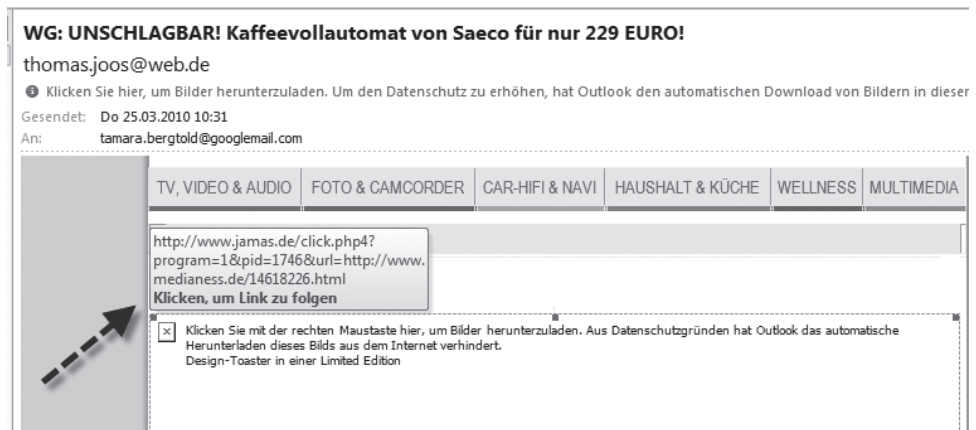 WG: UNSCHLAGBAR! Kaffeevollautomat von Saeco für nur 229 EURO!
thomas.joos@web.de
Klicken Sie hier, um Bilder herunterzuladen. Um den Datenschutz zu erhöhen, hat Outlook den automatischen Download von Bildern in dieser
Gesendet: Do 25.03.2010 10:31
An: tamara.bergtold@googlemail.com
TV, VIDEO & AUDIO FOTO & CAMCORDER CAR-HIFI & NAVI HAUSHALT & KÜCHE WELLNESS MULTIMEDIA
http://www.jamas.de/click.php4?
program=1&pid=1746&url=http://www.
medianess.de/14618226.html
Klicken, um Link zu folgen
Klicken Sie mit der rechten Maustaste hier, um Bilder herunterzuladen. Aus Datenschutzgründen hat Outlook das automatische
Herunterladen dieses Bilds aus dem Internet verhindert.
Design-Toaster in einer Limited Edition